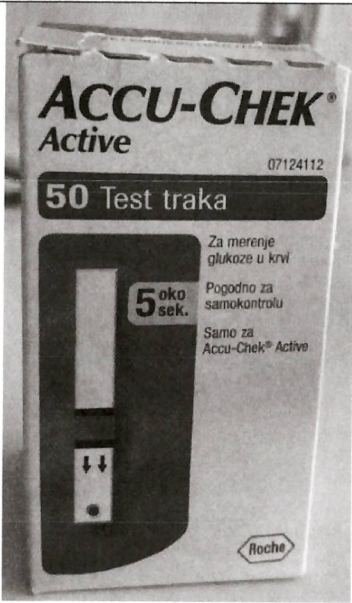 ACCU-CHEK®
Active
07124112
50 Test traka
Za merenje
glukoze u krvi
5 oko
sek.
Pogodno za
samokontrolu
Samo za
Accu-Chek® Active
Roche